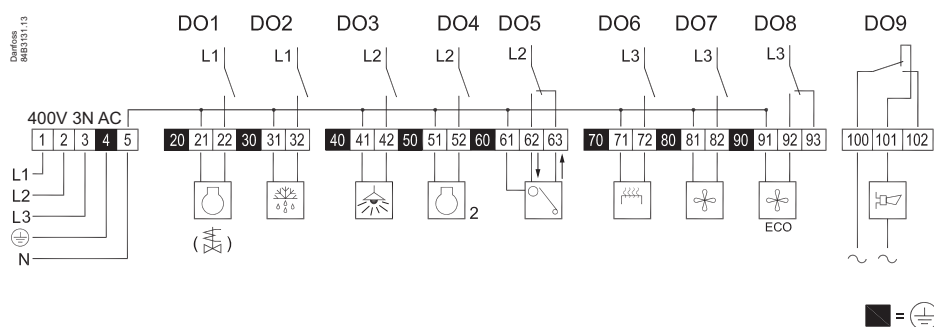 Danfoss
84B3131.13
DO1 DO2 DO3 DO4 DO5 DO6 DO7 DO8 DO9
L1 L1 L2 L2 L2 L3 L3 L3
400V 3N AC
1 2 3 4 5 20 21 22 30 31 32 40 41 42 50 51 52 60 61 62 63 70 71 72 80 81 82 90 91 92 93 100 101 102
L1
L2
L3
N
2
ECO
( )
=